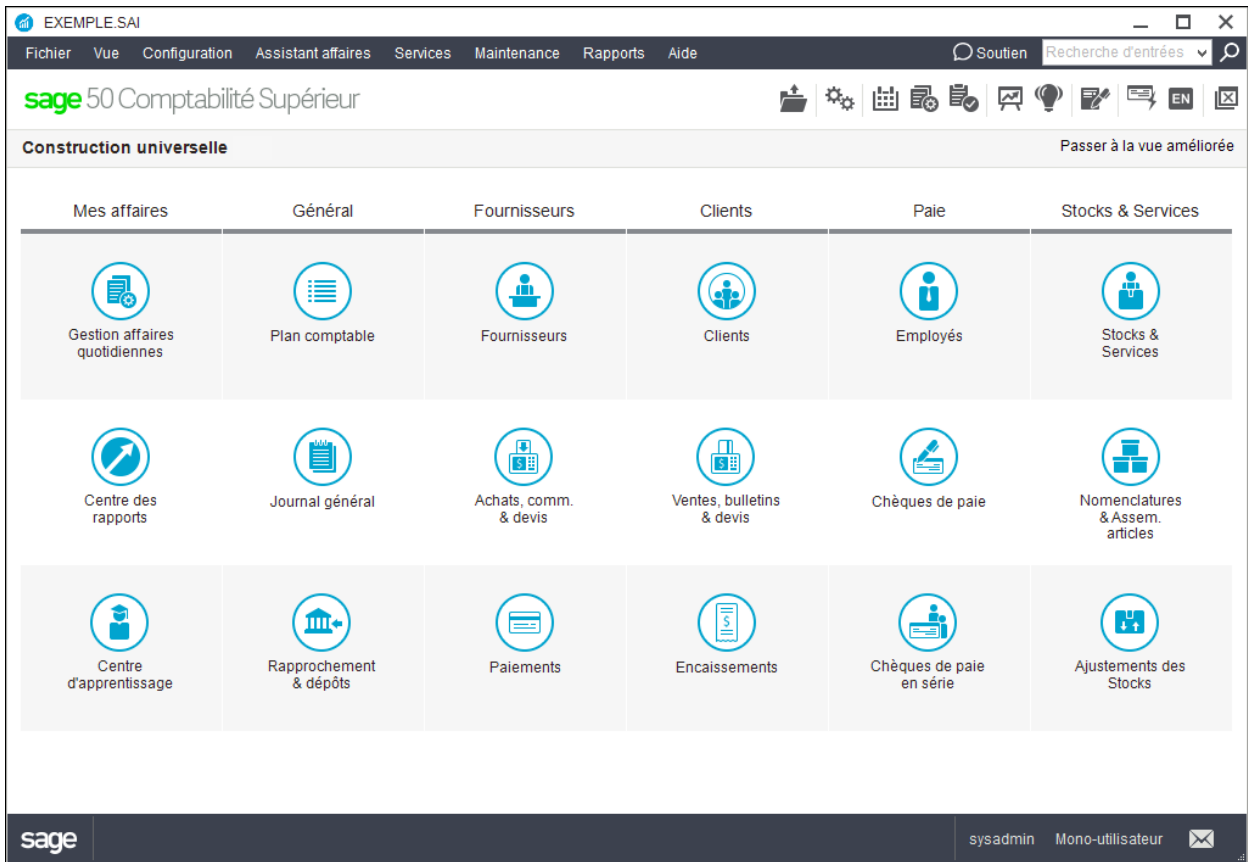 EXEMPLE.SAI
Fichier Vue Configuration Assistant affaires Services Maintenance Rapports Aide Soutien Recherche d'entrées
sage 50 Comptabilité Supérieur EN
Construction universelle Passer à la vue améliorée
Mes affaires Général Fournisseurs Clients Paie Stocks & Services
Gestion affaires
quotidiennes
Plan comptable
Fournisseurs
Clients
Employés
Stocks &
Services
Centre des
rapports
Journal général
Achats, comm.
& devis
Ventes, bulletins
& devis
Chèques de paie
Nomenclatures
& Assem.
articles
Centre
d'apprentissage
Rapprochement
& dépôts
Paiements
Encaissements
Chèques de paie
en série
Ajustements des
Stocks
sage sysadmin Mono-utilisateur